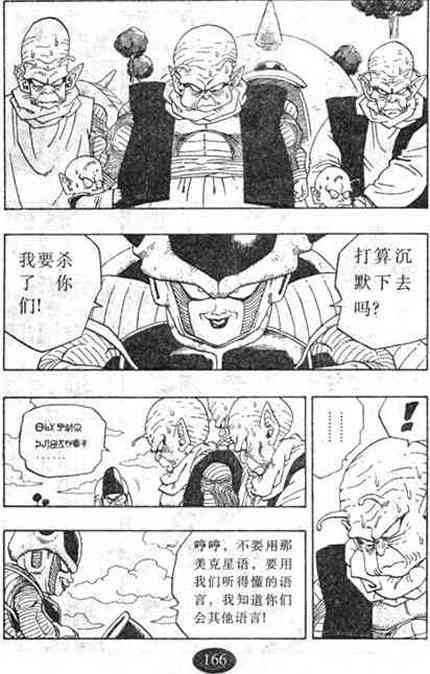 打算沉
默下去
吗?
我要杀
了 你
们!
!
……
……
哼哼，不要用那
美克星语，要用
我们听得懂的语
言，我知道你们
会其他语言!
166